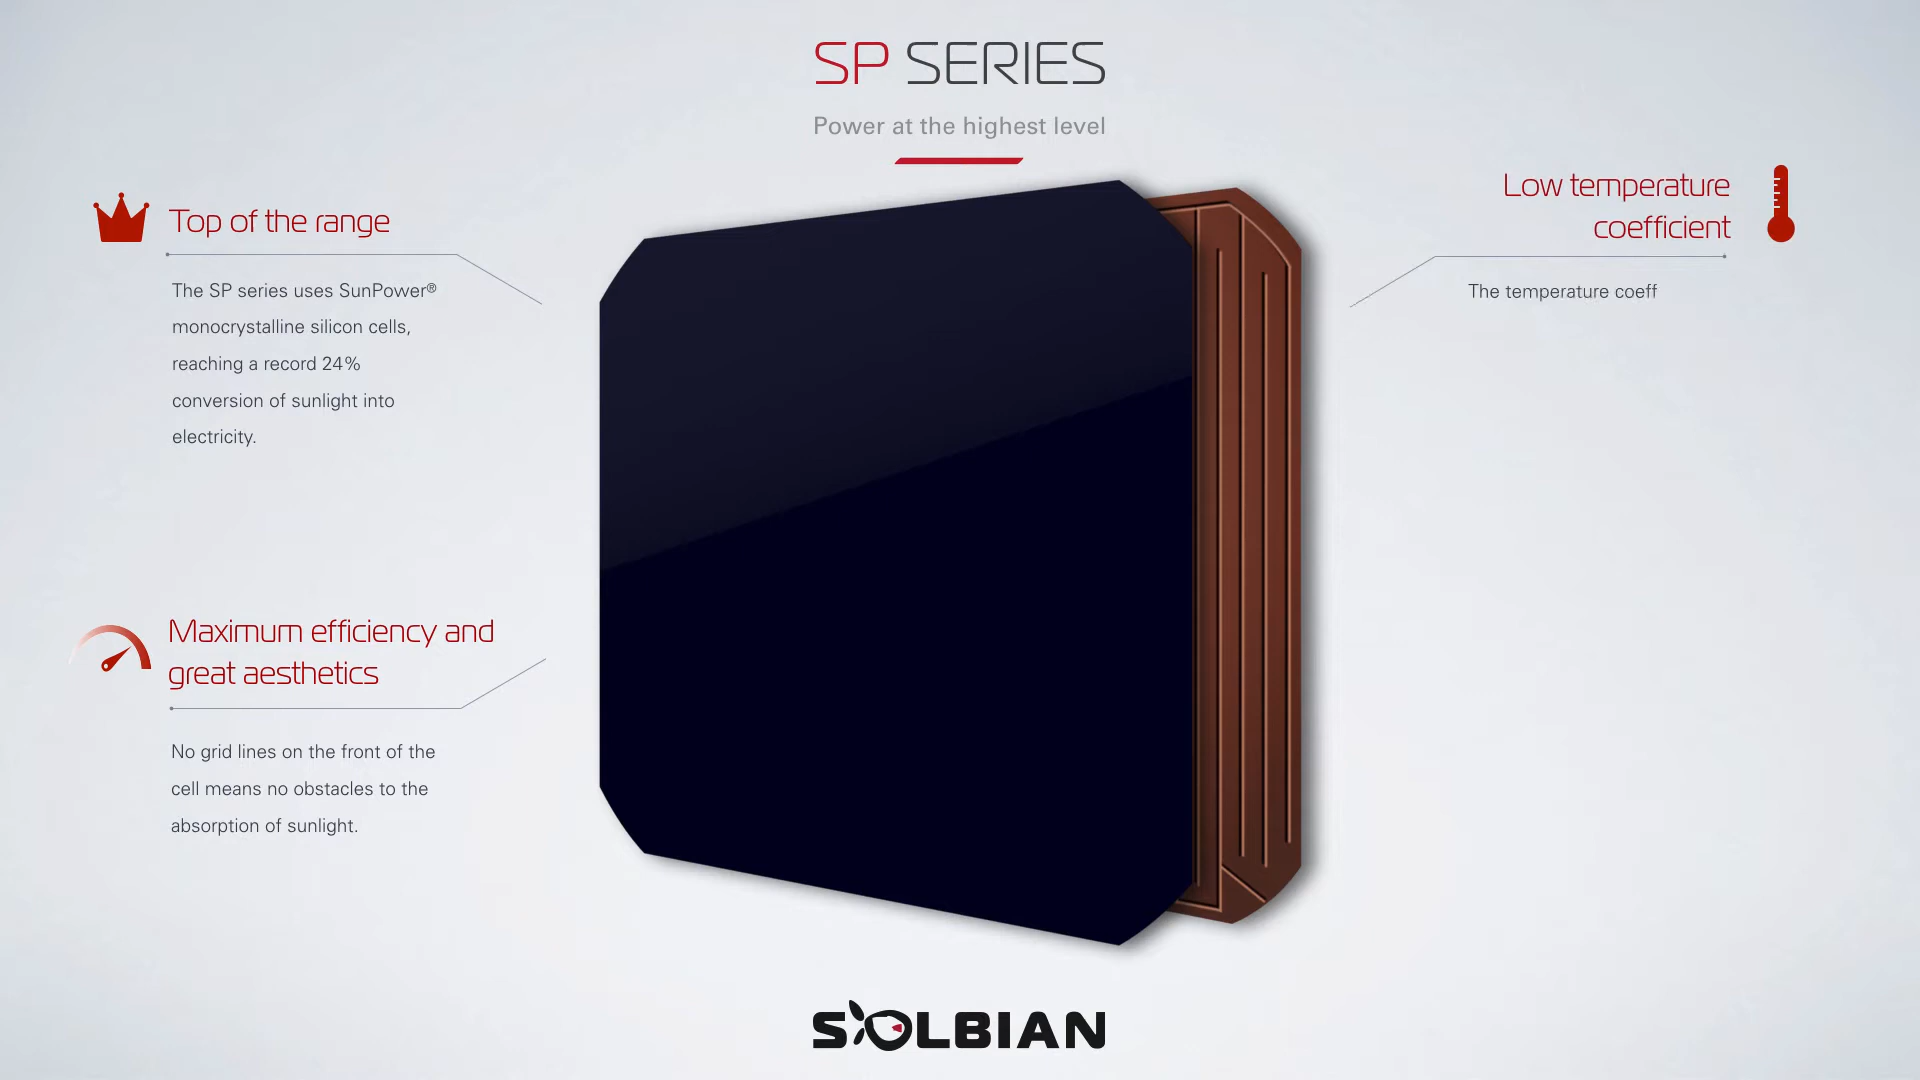 SP SERIES
Power at the highest level
Top of the range
The SP series uses SunPower®
monocrystalline silicon cells,
reaching a record 24%
conversion of sunlight into
electricity.
Maximum efficiency and
great aesthetics
No grid lines on the front of the
cell means no obstacles to the
absorption of sunlight.
Low temperature
coefficient
The temperature coeff
SOLBIAN